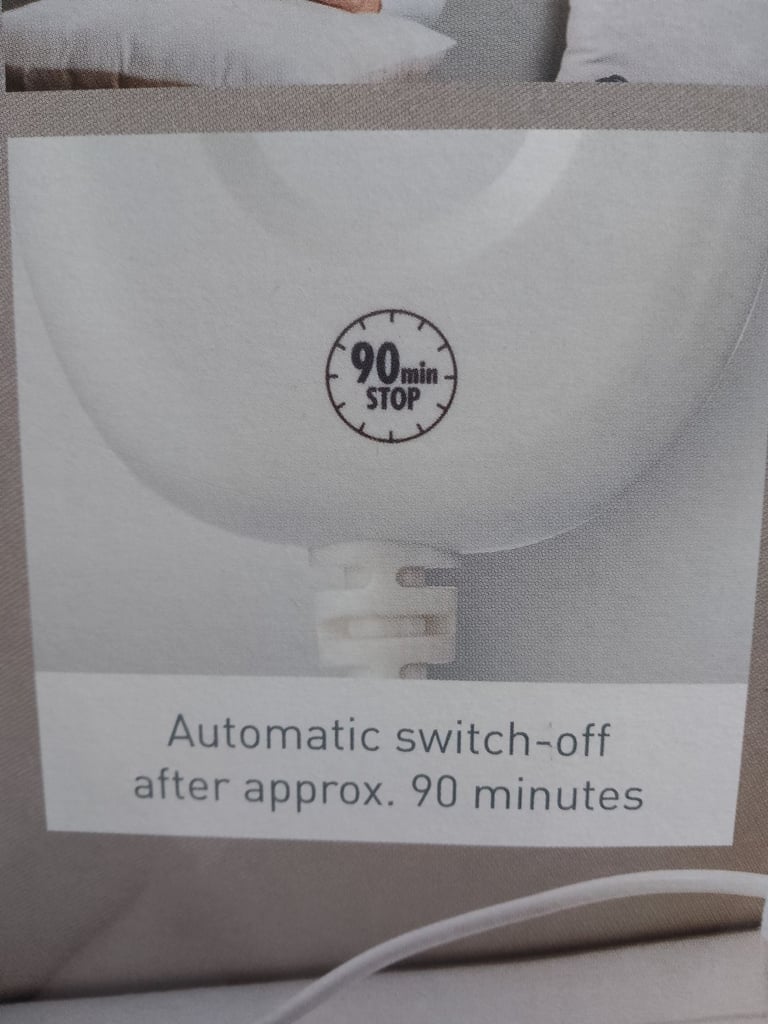 90min
STOP
Automatic switch-off
after approx. 90 minutes